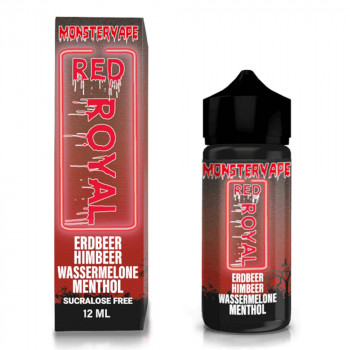 MONSTERVAPE
RED
ROYAL
ERDBEER
HIMBEER
WASSERMELONE
MENTHOL
SUCRALOSE FREE
12 ML
MONSTERVAPE
RED
ROYAL
ERDBEER
HIMBEER
WASSERMELONE
MENTHOL